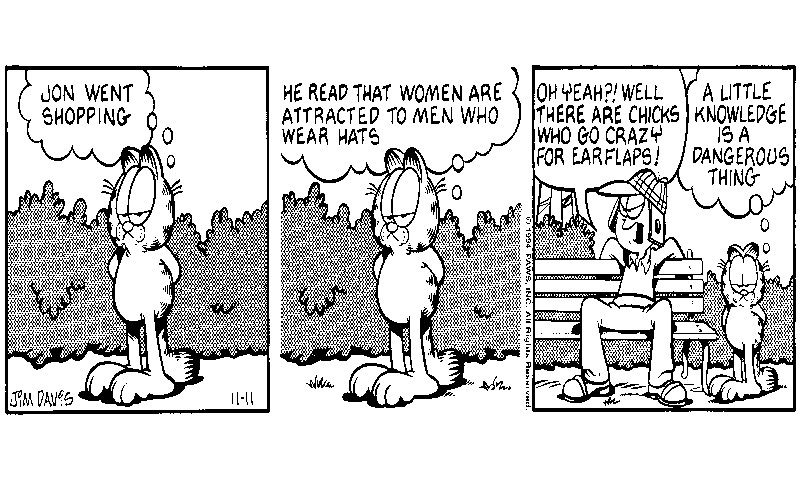 JON WENT
SHOPPING
JIM DAVIS
11-11
HE READ THAT WOMEN ARE
ATTRACTED TO MEN WHO
WEAR HATS
© 1994 PAWS, INC. All Rights Reserved.
OH YEAH?! WELL
THERE ARE CHICKS
WHO GO CRAZY
FOR EARFLAPS!
A LITTLE
KNOWLEDGE
IS A
DANGEROUS
THING